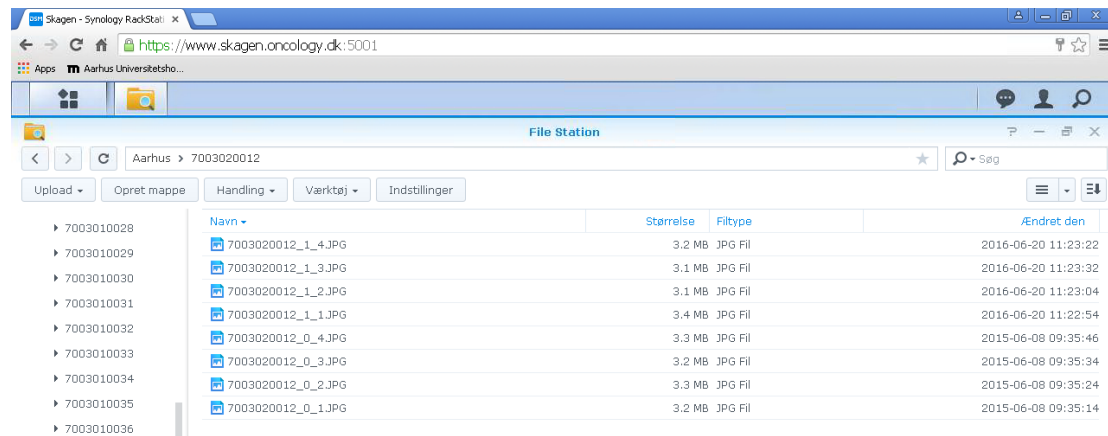 Skagen - Synology RackStati
https://www.skagen.oncology.dk:5001
Apps Aarhus Universitetsho...
File Station
Aarhus 7003020012 Søg
Upload Opret mappe Handling Værktøj Indstillinger
7003010028
7003010029
7003010030
7003010031
7003010032
7003010033
7003010034
7003010035
7003010036
Navn Størrelse Filtype Ændret den
7003020012_1_4.JPG 3.2 MB JPG Fil 2016-06-20 11:23:22
7003020012_1_3.JPG 3.1 MB JPG Fil 2016-06-20 11:23:32
7003020012_1_2.JPG 3.1 MB JPG Fil 2016-06-20 11:23:04
7003020012_1_1.JPG 3.4 MB JPG Fil 2016-06-20 11:22:54
7003020012_0_4.JPG 3.3 MB JPG Fil 2015-06-08 09:35:46
7003020012_0_3.JPG 3.2 MB JPG Fil 2015-06-08 09:35:34
7003020012_0_2.JPG 3.3 MB JPG Fil 2015-06-08 09:35:24
7003020012_0_1.JPG 3.2 MB JPG Fil 2015-06-08 09:35:14